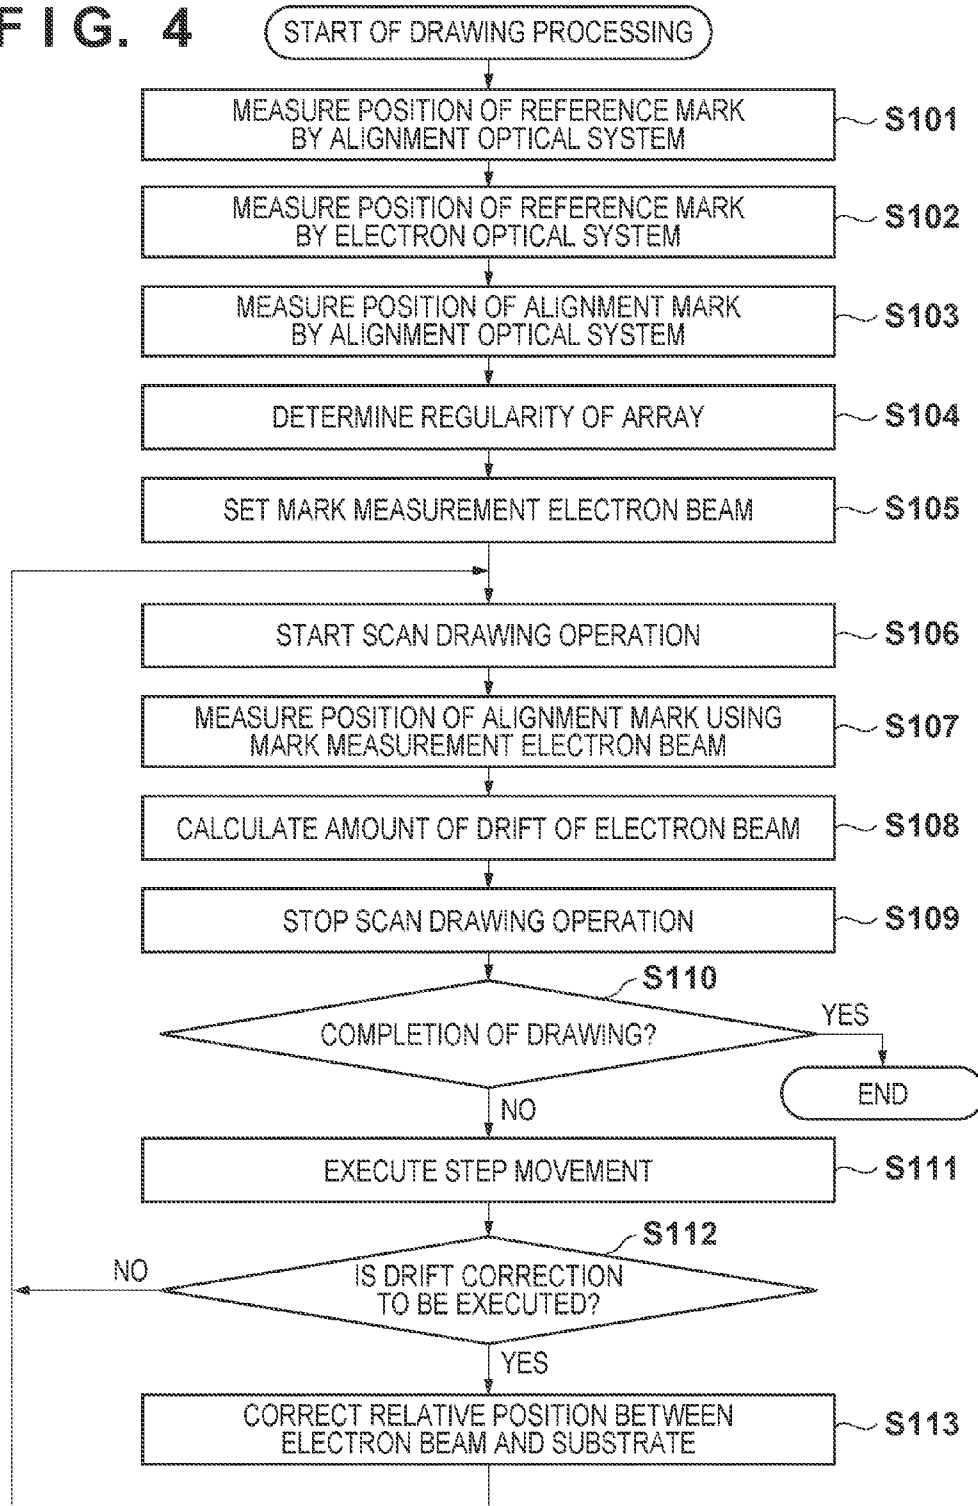 FIG. 4
START OF DRAWING PROCESSING
MEASURE POSITION OF REFERENCE MARK
BY ALIGNMENT OPTICAL SYSTEM
S101
MEASURE POSITION OF REFERENCE MARK
BY ELECTRON OPTICAL SYSTEM
S102
MEASURE POSITION OF ALIGNMENT MARK
BY ALIGNMENT OPTICAL SYSTEM
S103
DETERMINE REGULARITY OF ARRAY
S104
SET MARK MEASUREMENT ELECTRON BEAM
S105
START SCAN DRAWING OPERATION
S106
MEASURE POSITION OF ALIGNMENT MARK USING
MARK MEASUREMENT ELECTRON BEAM
S107
CALCULATE AMOUNT OF DRIFT OF ELECTRON BEAM
S108
STOP SCAN DRAWING OPERATION
S109
S110
COMPLETION OF DRAWING?
YES
END
NO
EXECUTE STEP MOVEMENT
S111
S112
IS DRIFT CORRECTION
TO BE EXECUTED?
NO
YES
CORRECT RELATIVE POSITION BETWEEN
ELECTRON BEAM AND SUBSTRATE
S113